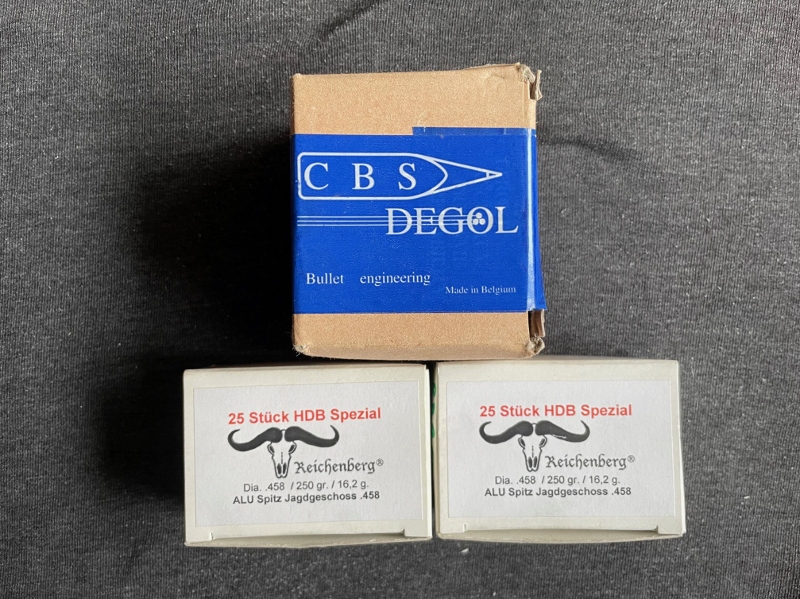 CBS
DEGOL
Bullet engineering
Made in Belgium
25 Stück HDB Spezial
Reichenberg®
Dia. .458 / 250 gr. / 16,2 g.
ALU Spitz Jagdgeschoss .458
25 Stück HDB Spezial
Reichenberg®
Dia. .458 / 250 gr. / 16,2 g.
ALU Spitz Jagdgeschoss .458